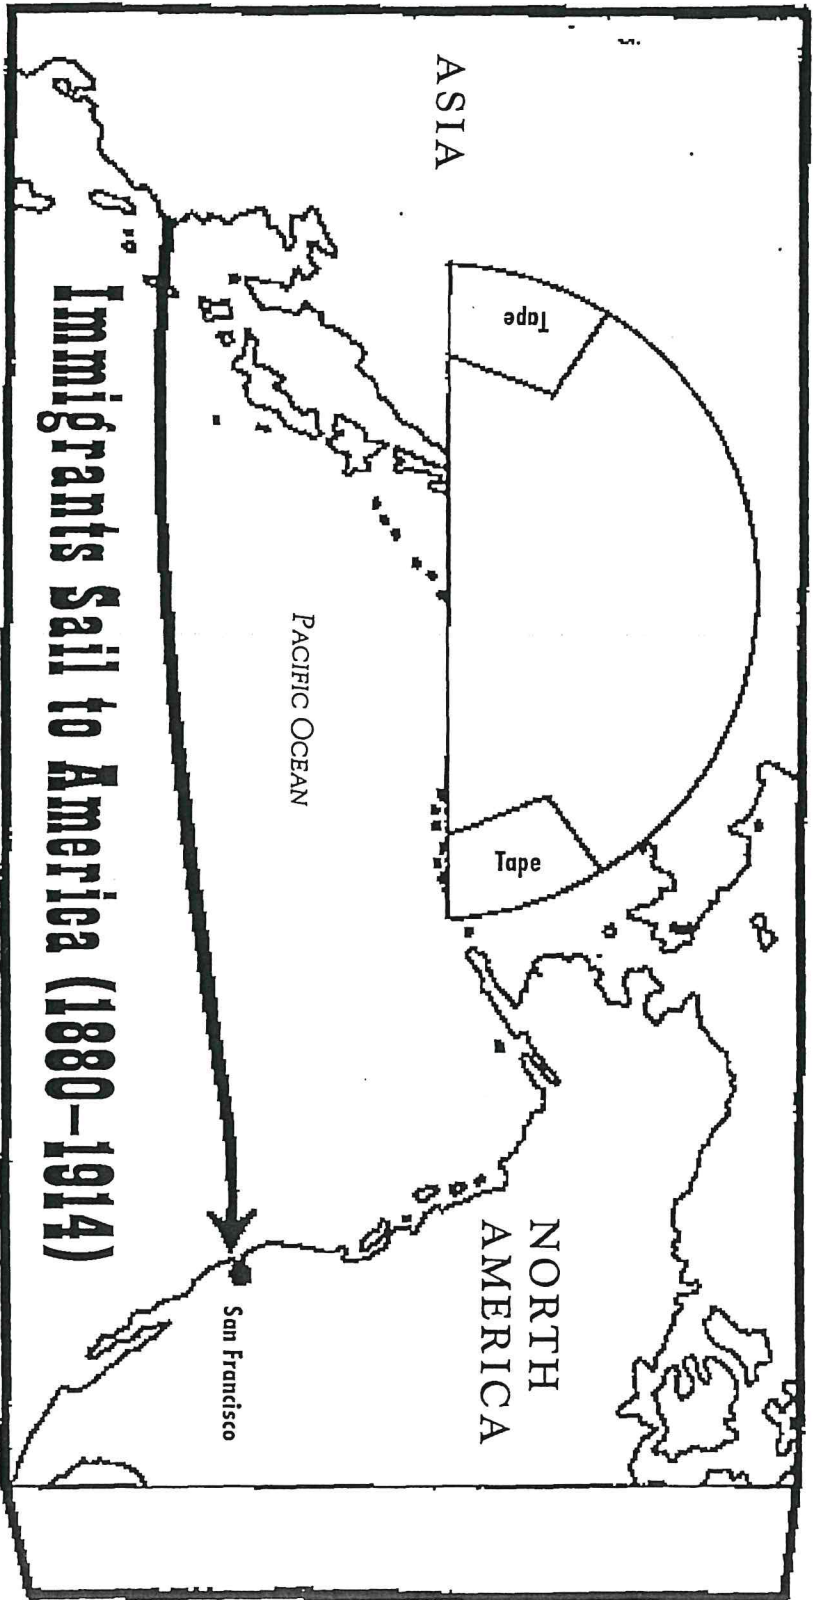 ASIA
Tape
Tape
PACIFIC OCEAN
NORTH
AMERICA
San Francisco
Immigrants Sail to America (1880–1914)